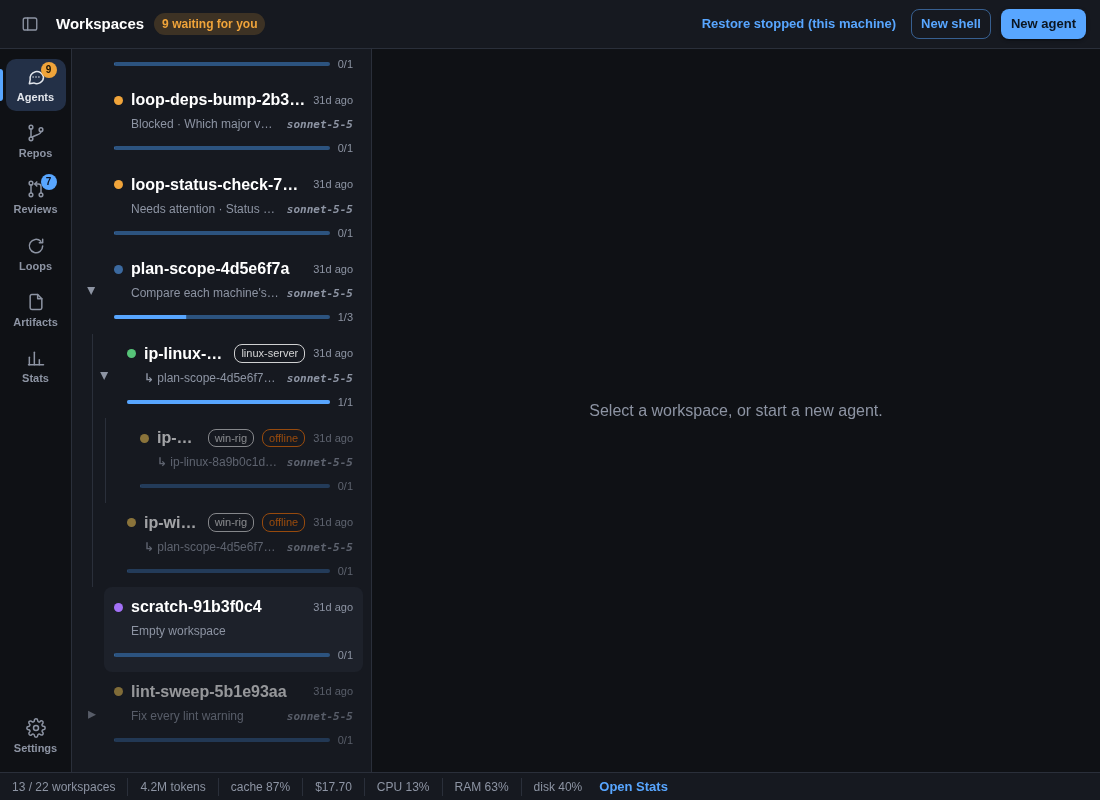 Workspaces
9 waiting for you
Restore stopped (this machine)
New shell
New agent
9
Agents
Repos
7
Reviews
Loops
Artifacts
Stats
Settings
0/1
loop-deps-bump-2b3… 31d ago
Blocked · Which major v… sonnet-5-5
0/1
loop-status-check-7… 31d ago
Needs attention · Status … sonnet-5-5
0/1
plan-scope-4d5e6f7a 31d ago
Compare each machine's… sonnet-5-5
1/3
ip-linux-… linux-server 31d ago
↳ plan-scope-4d5e6f7… sonnet-5-5
1/1
ip-… win-rig offline 31d ago
↳ ip-linux-8a9b0c1d… sonnet-5-5
0/1
ip-wi… win-rig offline 31d ago
↳ plan-scope-4d5e6f7… sonnet-5-5
0/1
scratch-91b3f0c4 31d ago
Empty workspace
0/1
lint-sweep-5b1e93aa 31d ago
Fix every lint warning sonnet-5-5
0/1
Select a workspace, or start a new agent.
13 / 22 workspaces
4.2M tokens
cache 87%
$17.70
CPU 13%
RAM 63%
disk 40%
Open Stats